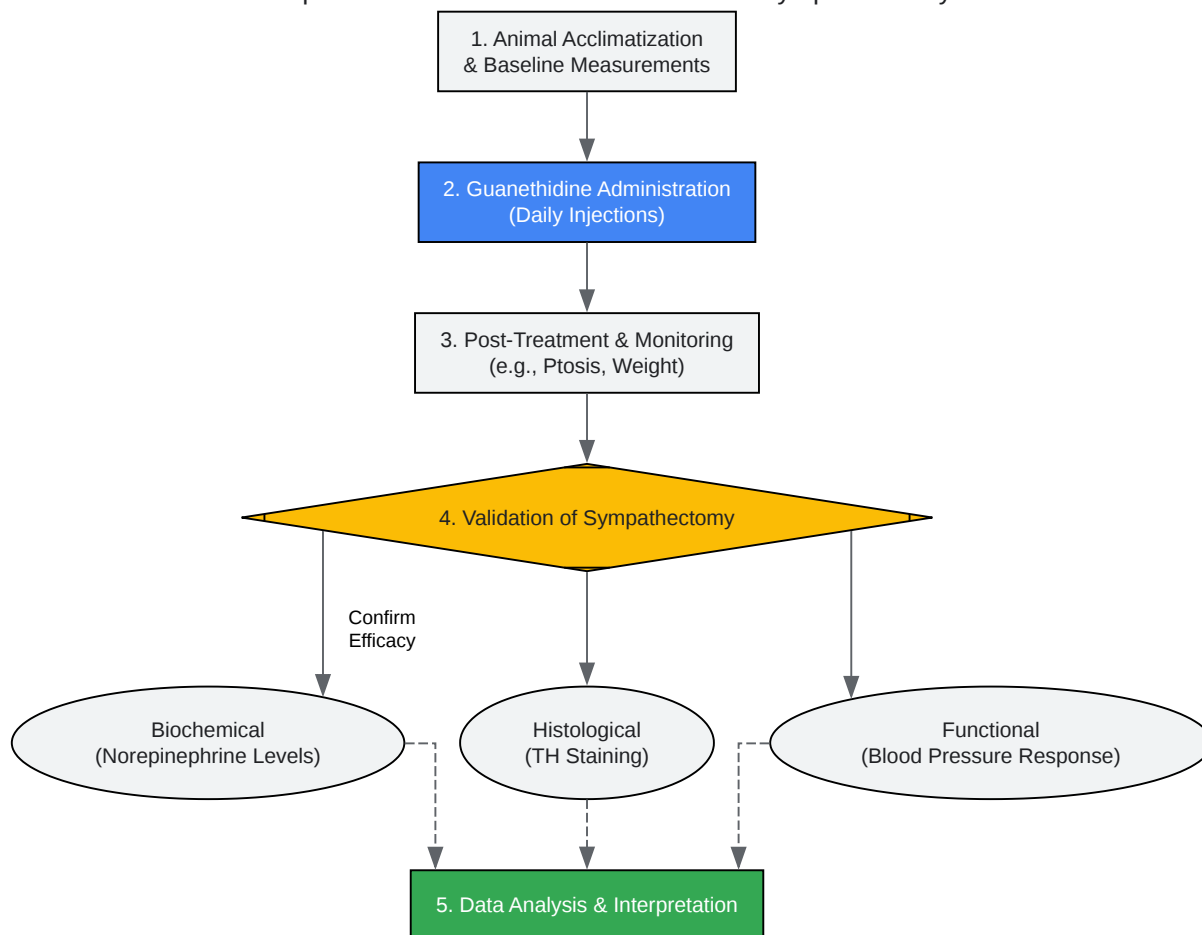 1. Animal Acclimatization
& Baseline Measurements
2. Guanethidine Administration
(Daily Injections)
3. Post-Treatment & Monitoring
(e.g., Ptosis, Weight)
4. Validation of Sympathectomy
Confirm
Efficacy
Biochemical
(Norepinephrine Levels)
Histological
(TH Staining)
Functional
(Blood Pressure Response)
5. Data Analysis & Interpretation